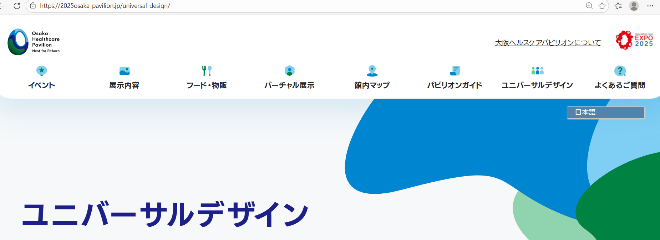 https://2025osaka-pavilion.jp/universal-design/
Osaka
Healthcare
Pavilion
Nest for Reborn
大阪ヘルスケアパビリオンについて
EXPO
2025
イベント
展示内容
フード・物販
バーチャル展示
館内マップ
パビリオンガイド
ユニバーサルデザイン
よくあるご質問
日本語
ユニバーサルデザイン